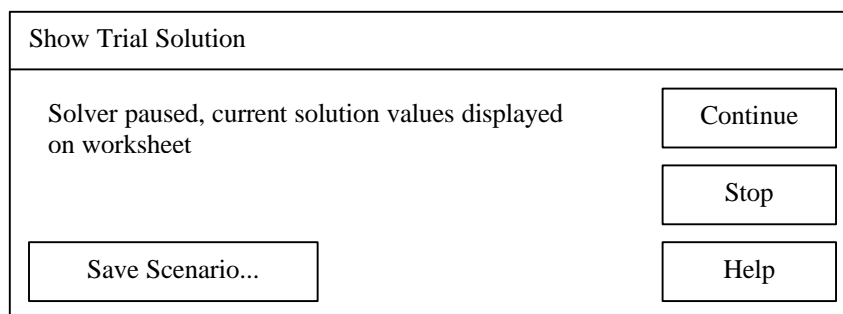 Show Trial Solution
Solver paused, current solution values displayed
on worksheet
Continue
Stop
Save Scenario...
Help